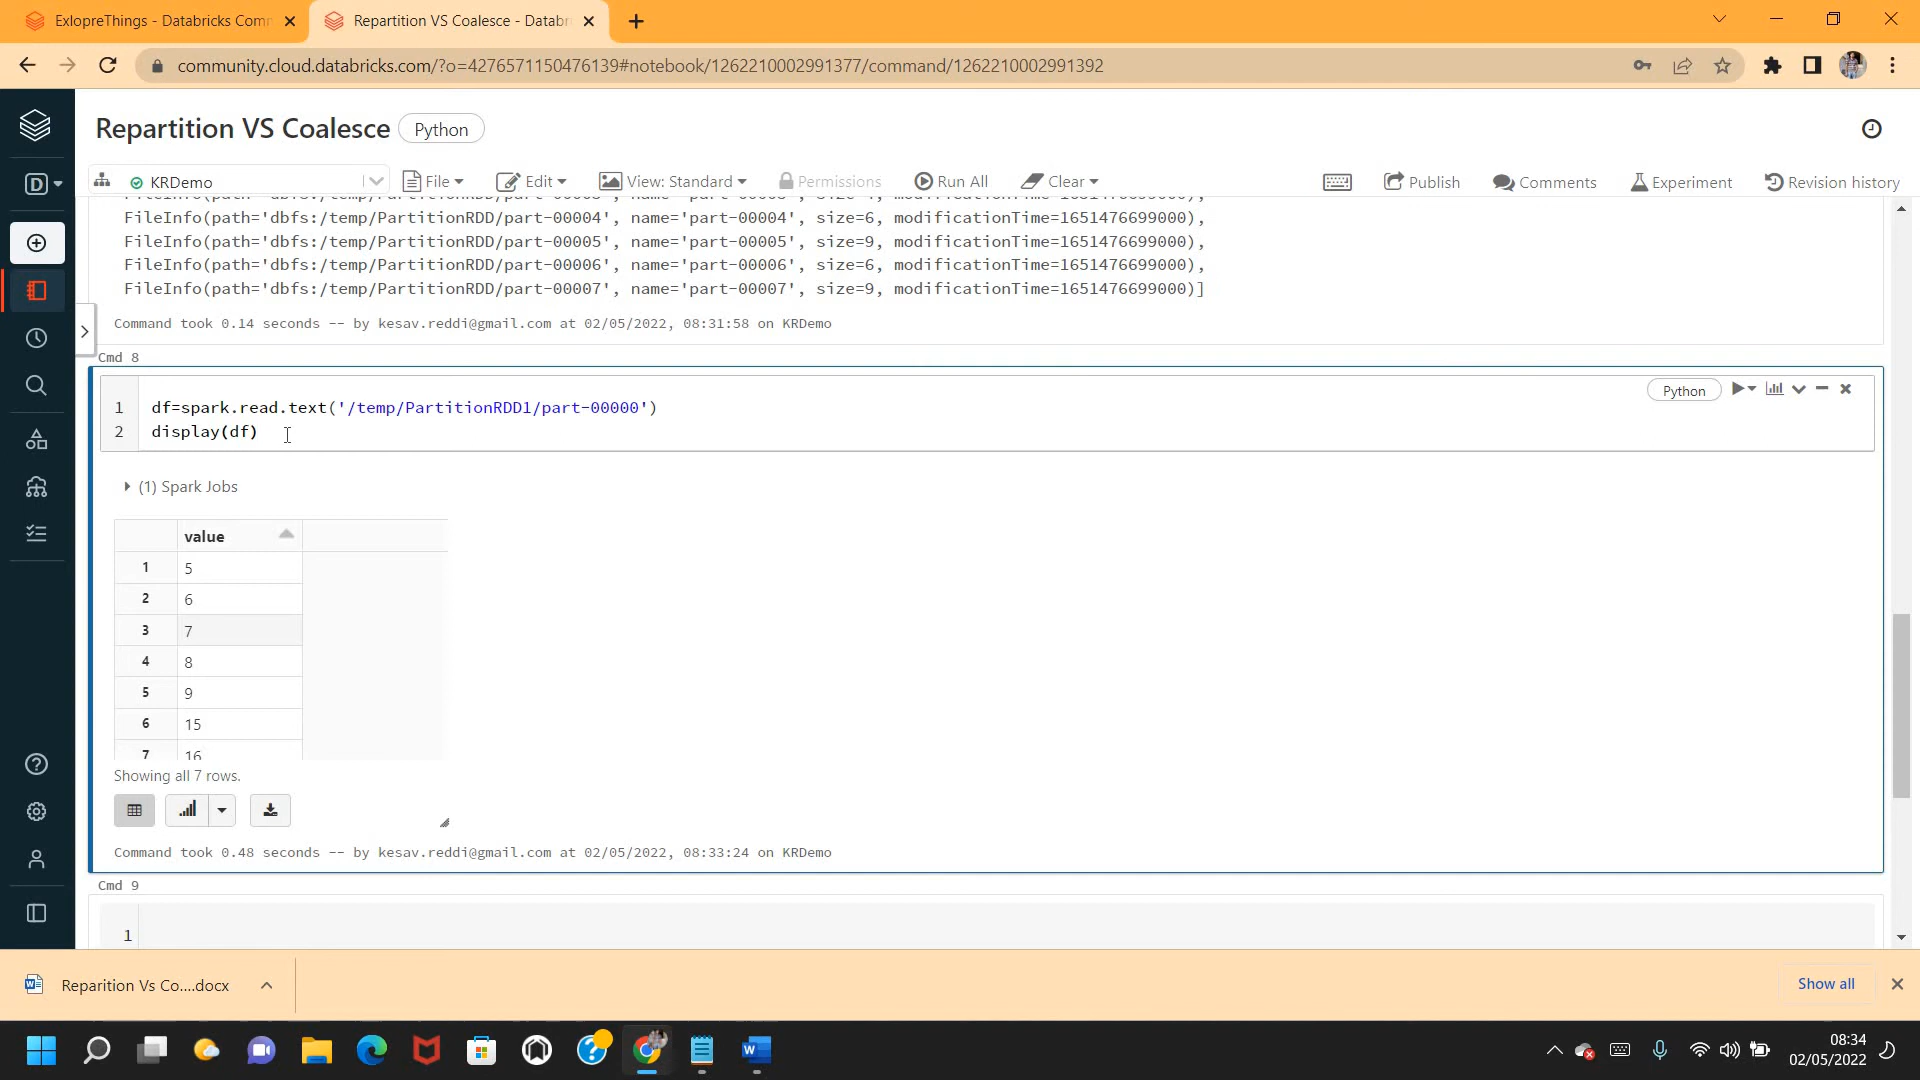 ExlopreThings - Databricks Comm
Repartition VS Coalesce - Databr
community.cloud.databricks.com/?o=4276571150476139#notebook/1262210002991377/command/1262210002991392
Repartition VS Coalesce Python
D KRDemo File Edit View: Standard Permissions Run All Clear Publish Comments Experiment Revision history
FileInfo(path='dbfs:/temp/PartitionRDD/part-00004', name='part-00004', size=6, modificationTime=1651476699000),
FileInfo(path='dbfs:/temp/PartitionRDD/part-00005', name='part-00005', size=9, modificationTime=1651476699000),
FileInfo(path='dbfs:/temp/PartitionRDD/part-00006', name='part-00006', size=6, modificationTime=1651476699000),
FileInfo(path='dbfs:/temp/PartitionRDD/part-00007', name='part-00007', size=9, modificationTime=1651476699000)]
Command took 0.14 seconds -- by kesav.reddi@gmail.com at 02/05/2022, 08:31:58 on KRDemo
Cmd 8
Python
1 df=spark.read.text('/temp/PartitionRDD1/part-00000')
2 display(df)
(1) Spark Jobs
value
1 5
2 6
3 7
4 8
5 9
6 15
7 16
Showing all 7 rows.
Command took 0.48 seconds -- by kesav.reddi@gmail.com at 02/05/2022, 08:33:24 on KRDemo
Cmd 9
1
Reparition Vs Co....docx
Show all
08:34
02/05/2022